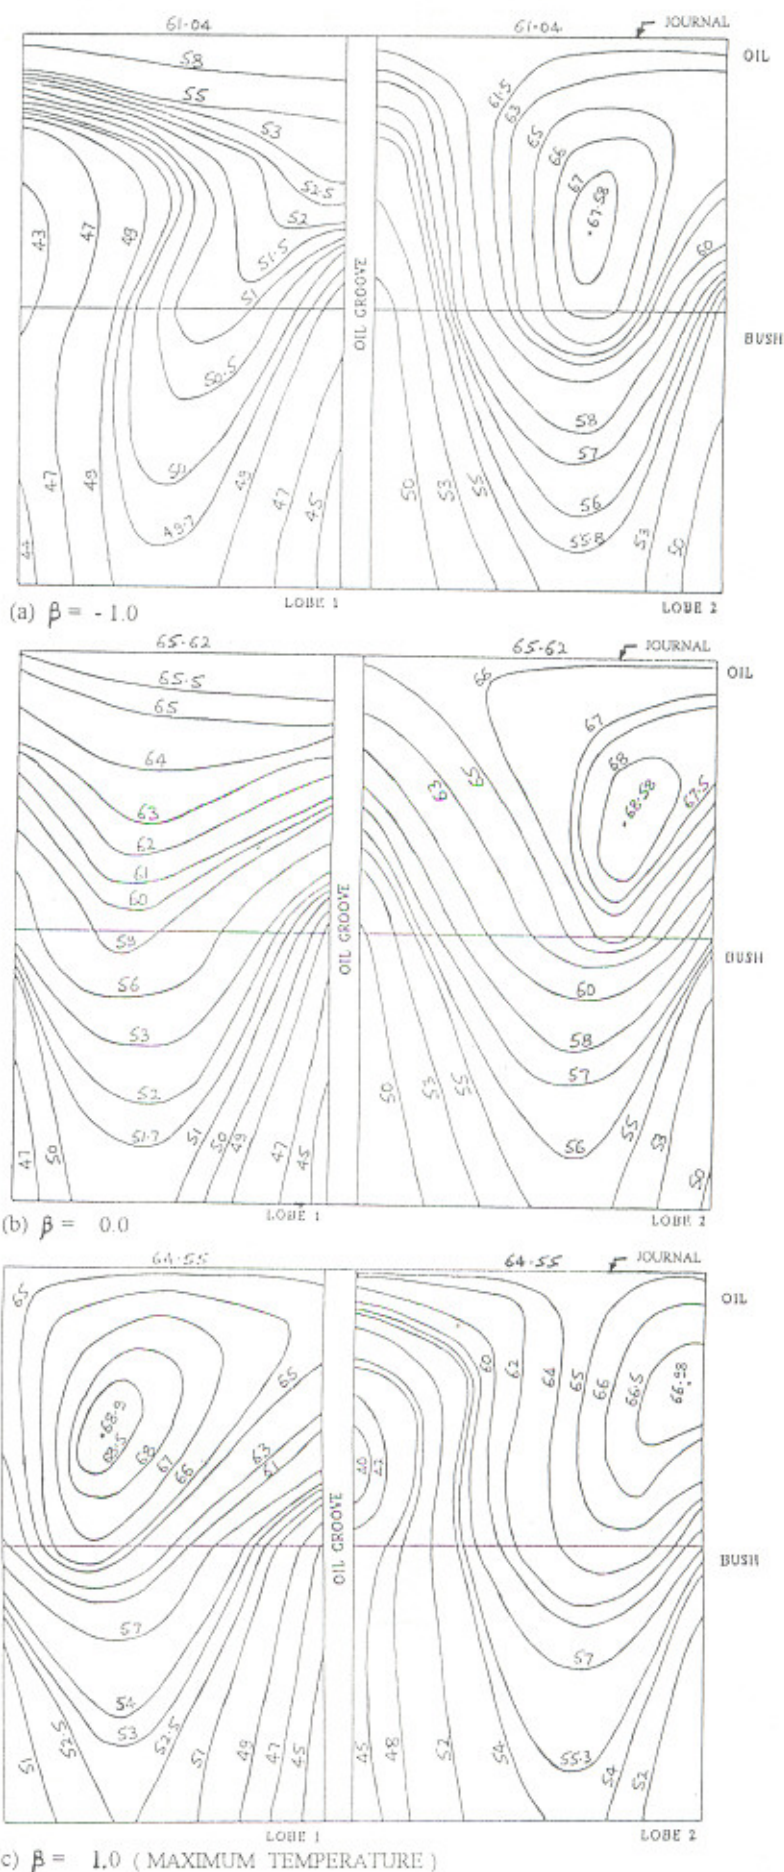 61·04 61·04 JOURNAL
OIL
58
55
53
52·5
52
51·5
51
50·5
50
49·7
43 47 49
47 49
44
49 47 45
OIL GROOVE
61·5
63
65
66
67
67·58
60
BUSH
58
57
56
55·8
50 53 55
53 50
LOBE 1 LOBE 2
(a) β = - 1.0
65·62 65·62 JOURNAL
OIL
65·5
65
64
63
62
61
60
59
56
53
52
51·7
47 50
51 50 49 47 45
OIL GROOVE
66
67
68
68·58
67·5
63 65
BUSH
60
58
57
56
50 53 55
55 53 50
LOBE 1 LOBE 2
(b) β = 0.0
64·55 64·55 JOURNAL
OIL
65
65
68·9
68·5
68 67 66
63
61
57
54
53
51 52·5
52·5 51 49 47 45
OIL GROOVE
40 42
60 62 64 65 66 66·5
66·98
BUSH
57
55·3
45 48 52 54
54 52
LOBE 1 LOBE 2
c) β = 1.0 ( MAXIMUM TEMPERATURE )